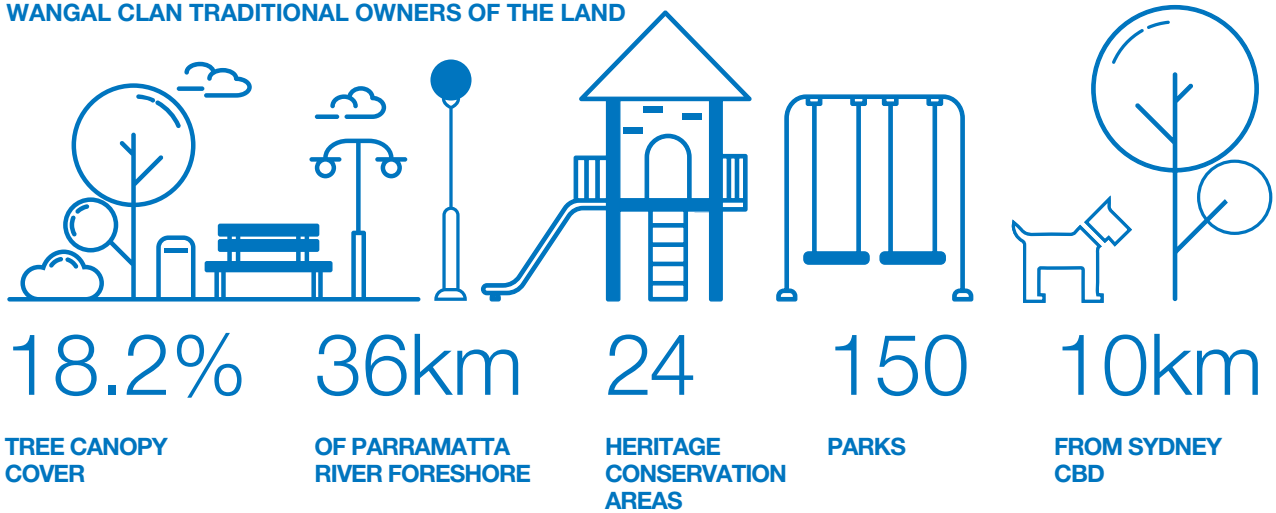 WANGAL CLAN TRADITIONAL OWNERS OF THE LAND
18.2%
TREE CANOPY
COVER
36km
OF PARRAMATTA
RIVER FORESHORE
24
HERITAGE
CONSERVATION
AREAS
150
PARKS
10km
FROM SYDNEY
CBD